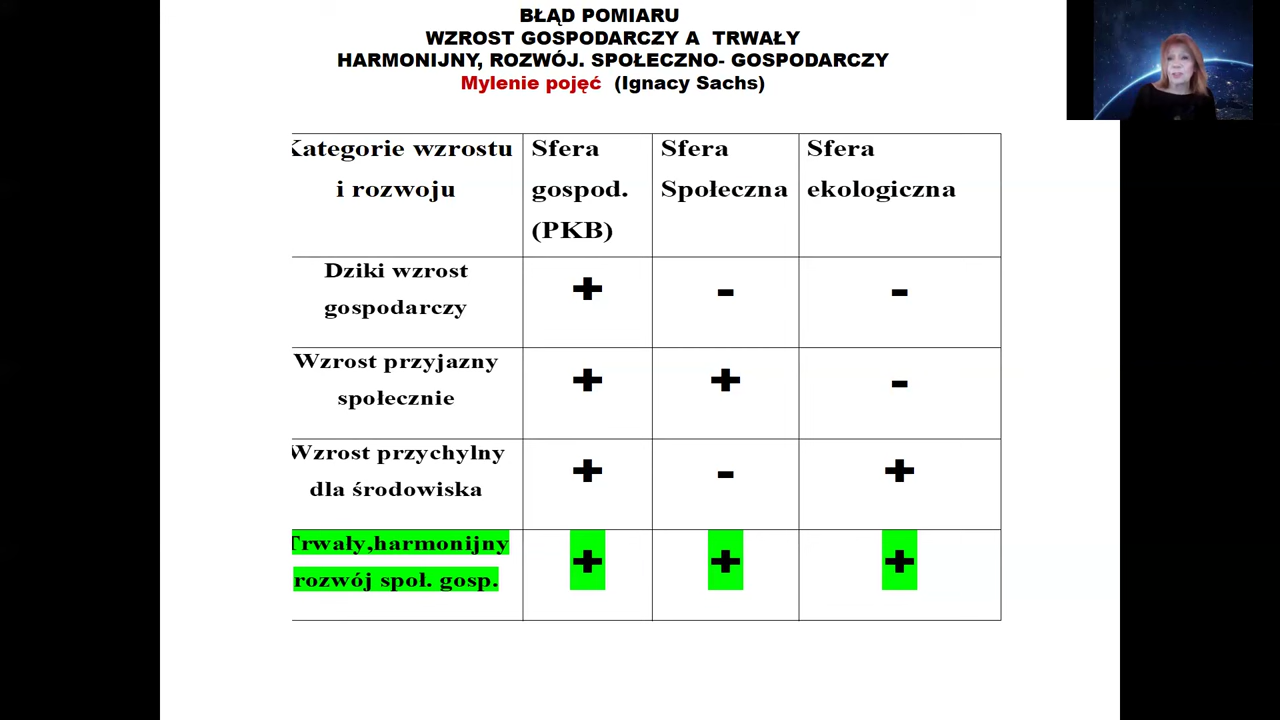 BŁĄD POMIARU
WZROST GOSPODARCZY A TRWAŁY
HARMONIJNY, ROZWÓJ. SPOŁECZNO- GOSPODARCZY
Mylenie pojęć (Ignacy Sachs)
Kategorie wzrostu
i rozwoju
Sfera
gospod.
(PKB)
Sfera
Społeczna
Sfera
ekologiczna
Dziki wzrost
gospodarczy
+
-
-
Wzrost przyjazny
społecznie
+
+
-
Wzrost przychylny
dla środowiska
+
-
+
Trwały,harmonijny
rozwój społ. gosp.
+
+
+